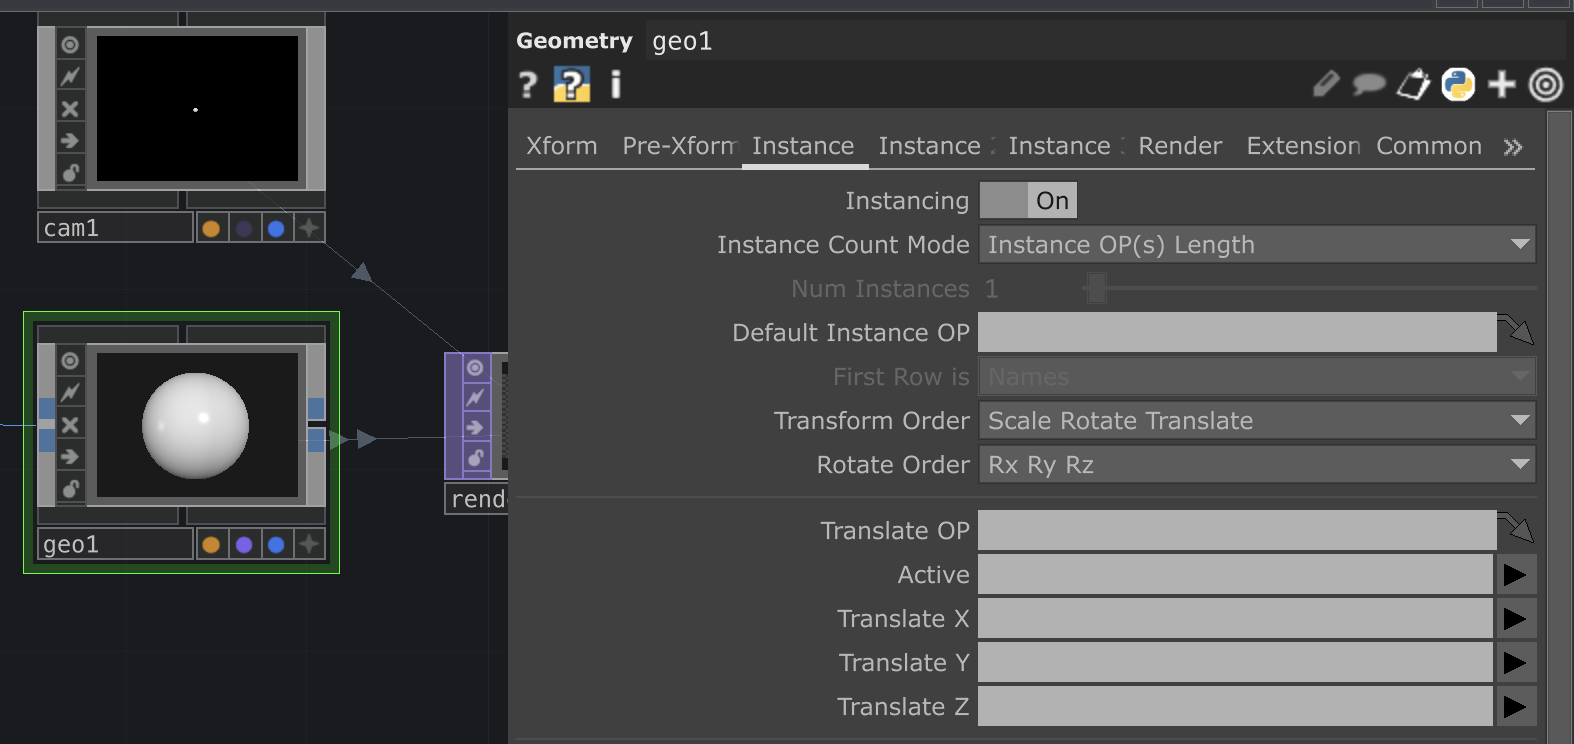 Geometry geo1
Xform Pre-Xform Instance Instance Instance Render Extension Common
Instancing On
Instance Count Mode Instance OP(s) Length
Num Instances 1
Default Instance OP
First Row is Names
Transform Order Scale Rotate Translate
Rotate Order Rx Ry Rz
Translate OP
Active
Translate X
Translate Y
Translate Z
cam1
geo1